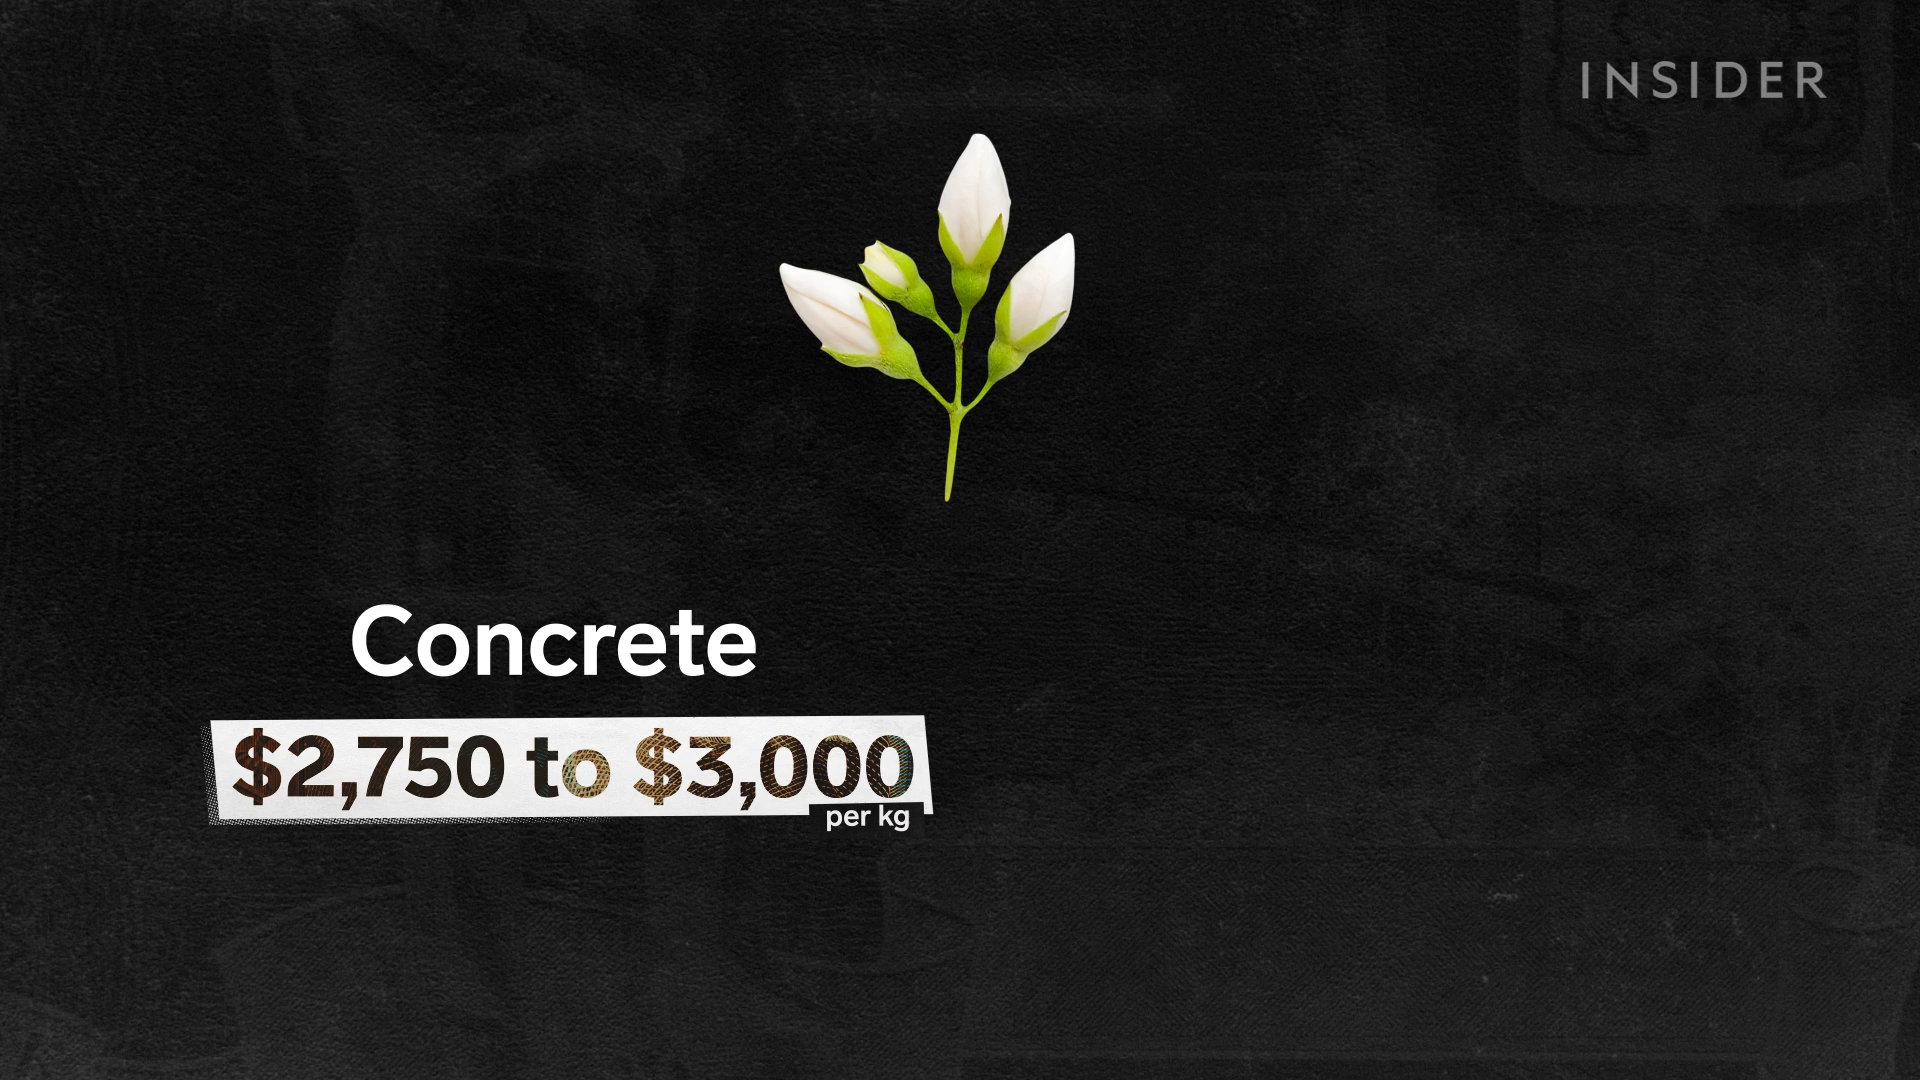 INSIDER
Concrete
$2,750 to $3,000
per kg